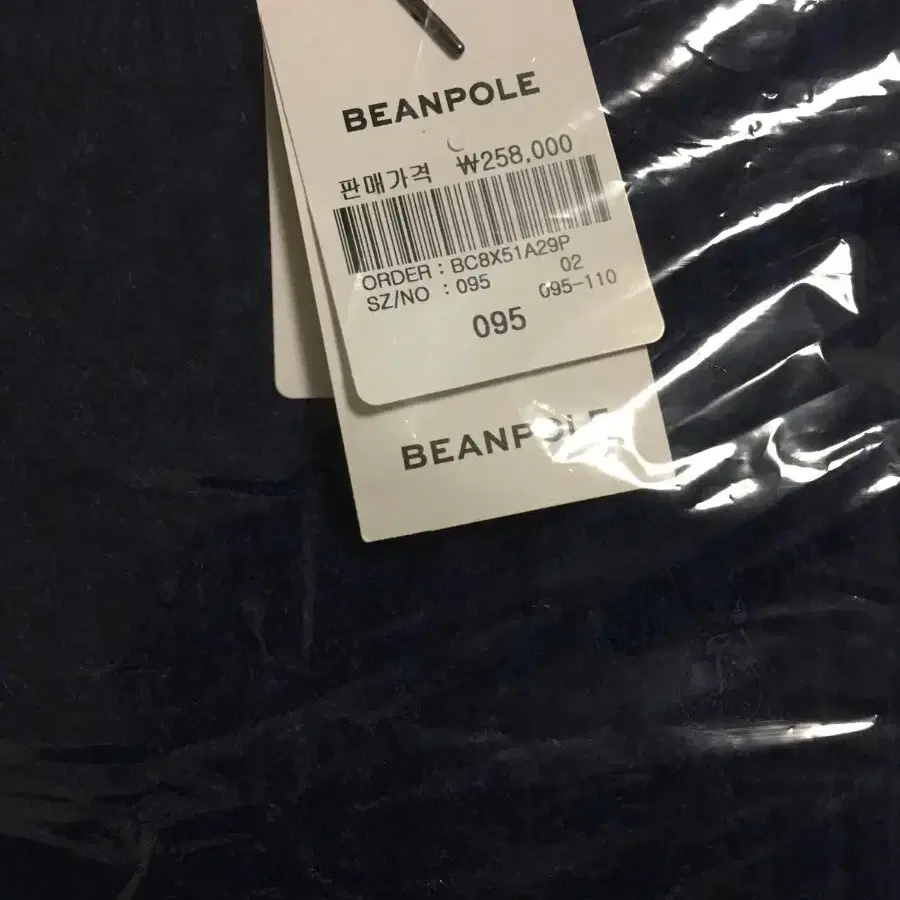 BEANPOLE
판매가격 ₩258,000
ORDER : BC8X51A29P
02
SZ/NO : 095 095-110
095
BEANPOLE